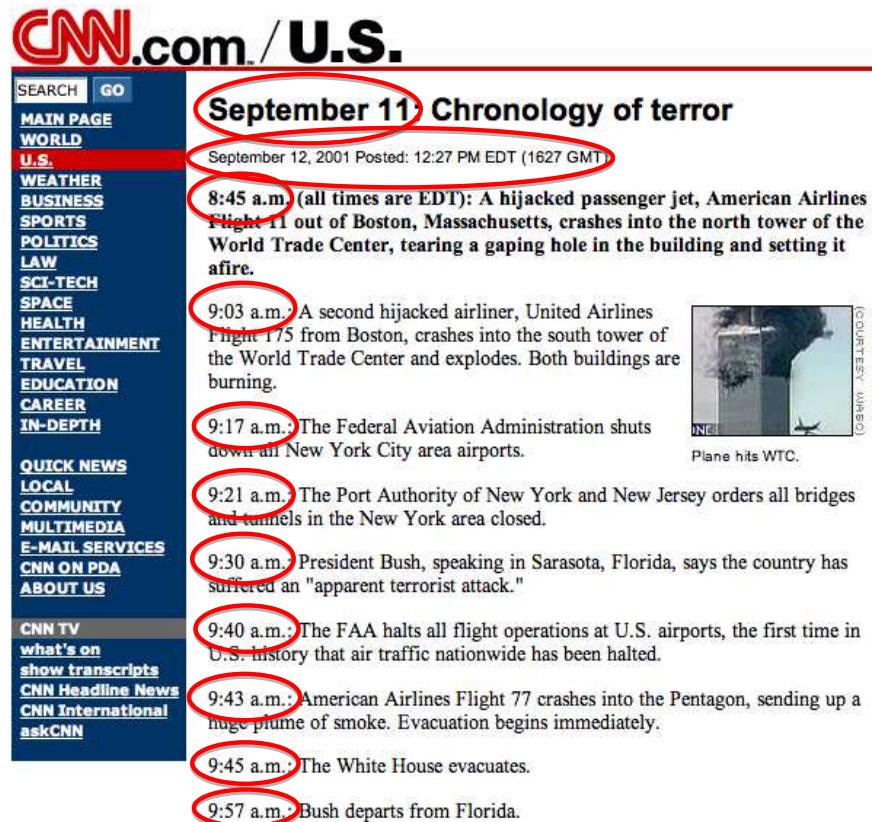 CNN.com / U.S.
SEARCH GO
MAIN PAGE
WORLD
U.S.
WEATHER
BUSINESS
SPORTS
POLITICS
LAW
SCI-TECH
SPACE
HEALTH
ENTERTAINMENT
TRAVEL
EDUCATION
CAREER
IN-DEPTH
QUICK NEWS
LOCAL
COMMUNITY
MULTIMEDIA
E-MAIL SERVICES
CNN ON PDA
ABOUT US
CNN TV
what's on
show transcripts
CNN Headline News
CNN International
askCNN
September 11: Chronology of terror
September 12, 2001 Posted: 12:27 PM EDT (1627 GMT)
8:45 a.m. (all times are EDT): A hijacked passenger jet, American Airlines
Flight 11 out of Boston, Massachusetts, crashes into the north tower of the
World Trade Center, tearing a gaping hole in the building and setting it
afire.
9:03 a.m.: A second hijacked airliner, United Airlines
Flight 175 from Boston, crashes into the south tower of
the World Trade Center and explodes. Both buildings are
burning.
(COURTESY WABC)
Plane hits WTC.
9:17 a.m.: The Federal Aviation Administration shuts
down all New York City area airports.
9:21 a.m.: The Port Authority of New York and New Jersey orders all bridges
and tunnels in the New York area closed.
9:30 a.m.: President Bush, speaking in Sarasota, Florida, says the country has
suffered an "apparent terrorist attack."
9:40 a.m.: The FAA halts all flight operations at U.S. airports, the first time in
U.S. history that air traffic nationwide has been halted.
9:43 a.m.: American Airlines Flight 77 crashes into the Pentagon, sending up a
huge plume of smoke. Evacuation begins immediately.
9:45 a.m.: The White House evacuates.
9:57 a.m.: Bush departs from Florida.